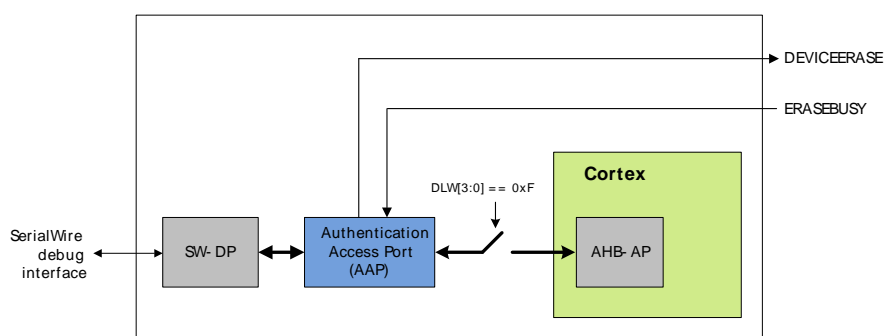 DEVICEERASE
ERASEBUSY
Cortex
DLW[3:0] == 0xF
SerialWire
debug
interface
SW-DP
Authentication
Access Port
(AAP)
AHB-AP